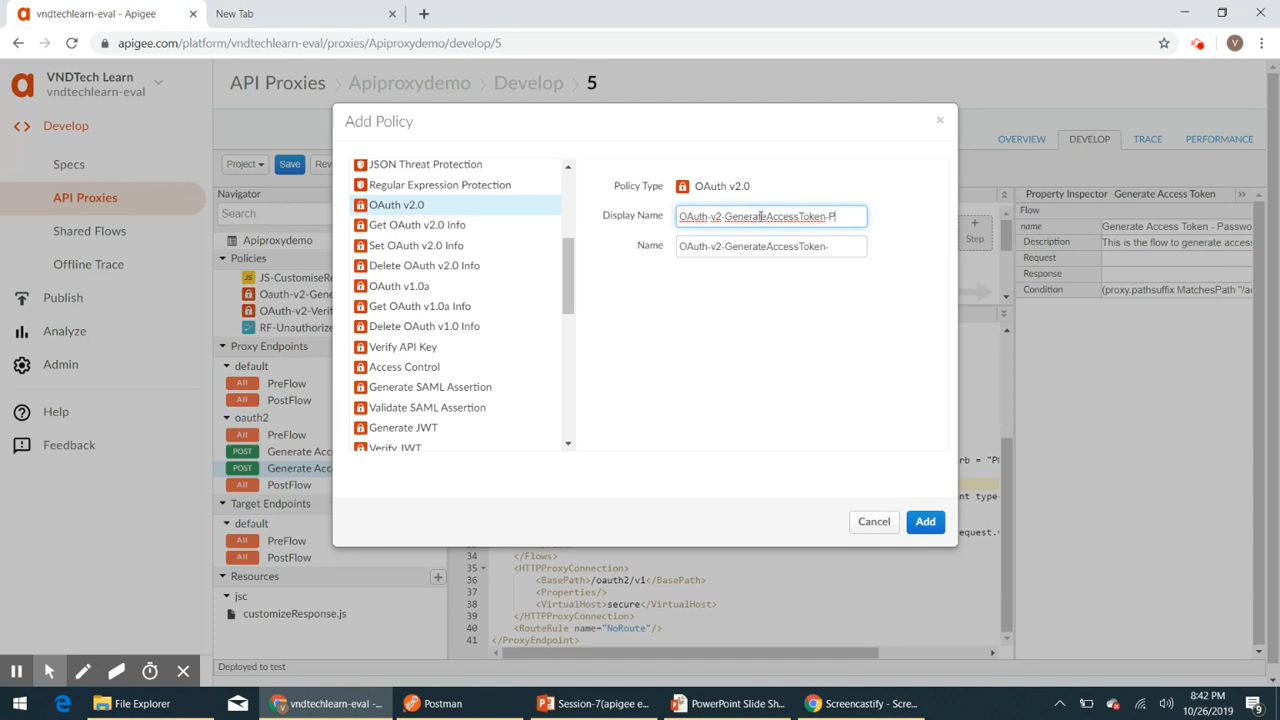 vndtechlearn-eval - Apigee
New Tab
apigee.com/platform/vndtechlearn-eval/proxies/Apiproxydemo/develop/5
V
VNDTech Learn
vndtechlearn-eval
API Proxies
Apiproxydemo
Develop
5
Develop
Specs
API Proxies
Shared Flows
Offline Trace
Publish
Analyze
Admin
Help
Feedback
OVERVIEW
DEVELOP
TRACE
PERFORMANCE
Project
Save
Rev
Navigator
Search
Apiproxydemo
Policies
JS-CustomiseRe
Oauth-v2-Gene
OAuth-v2-Verif
RF-Unauthorize
Proxy Endpoints
default
All PreFlow
All PostFlow
oauth2
All PreFlow
POST Generate Acc
POST Generate Acc
All PostFlow
Target Endpoints
default
All PreFlow
All PostFlow
Resources
jsc
customizeResponse.js
Add Policy
JSON Threat Protection
Regular Expression Protection
OAuth v2.0
Get OAuth v2.0 Info
Set OAuth v2.0 Info
Delete OAuth v2.0 Info
OAuth v1.0a
Get OAuth v1.0a Info
Delete OAuth v1.0 Info
Verify API Key
Access Control
Generate SAML Assertion
Validate SAML Assertion
Generate JWT
Verify JWT
Policy Type OAuth v2.0
Display Name OAuth-v2-GenerateAccessToken-P
Name OAuth-v2-GenerateAccessToken-
Cancel
Add
Step
Property Inspector Generate Access Token
Flow
name Generate Access Token - Passwo
Description This is the flow to generate access
Request
Response
Condition (proxy.pathsuffix MatchesPath "/a
erb = "PO
nt type
request.v
34 </Flows>
35 <HTTPProxyConnection>
36 <BasePath>/oauth2/v1</BasePath>
37 <Properties/>
38 <VirtualHost>secure</VirtualHost>
39 </HTTPProxyConnection>
40 <RouteRule name="NoRoute"/>
41 </ProxyEndpoint>
Deployed to test
File Explorer
vndtechlearn-eval -...
Postman
Session-7(apigee e...
PowerPoint Slide Sh...
Screencastify - Scre...
8:42 PM
10/26/2019
9